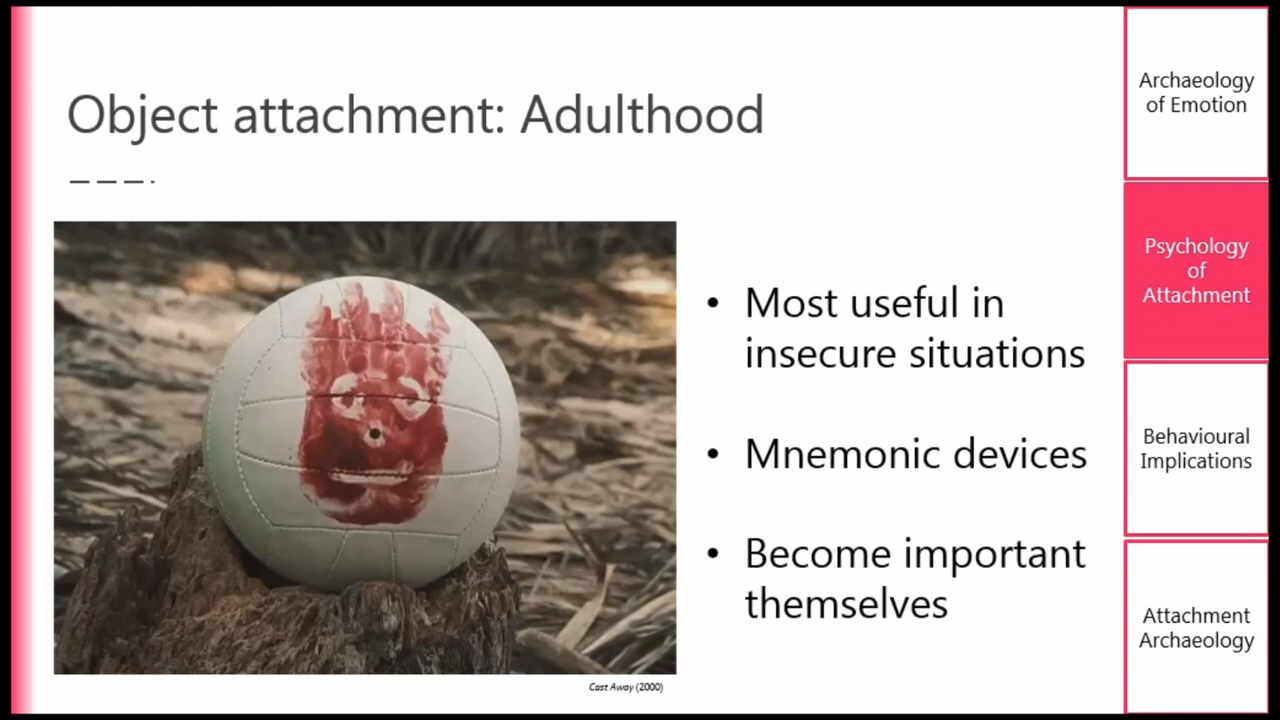 Object attachment: Adulthood
• Most useful in
insecure situations
• Mnemonic devices
• Become important
themselves
Cast Away (2000)
Archaeology
of Emotion
Psychology
of
Attachment
Behavioural
Implications
Attachment
Archaeology